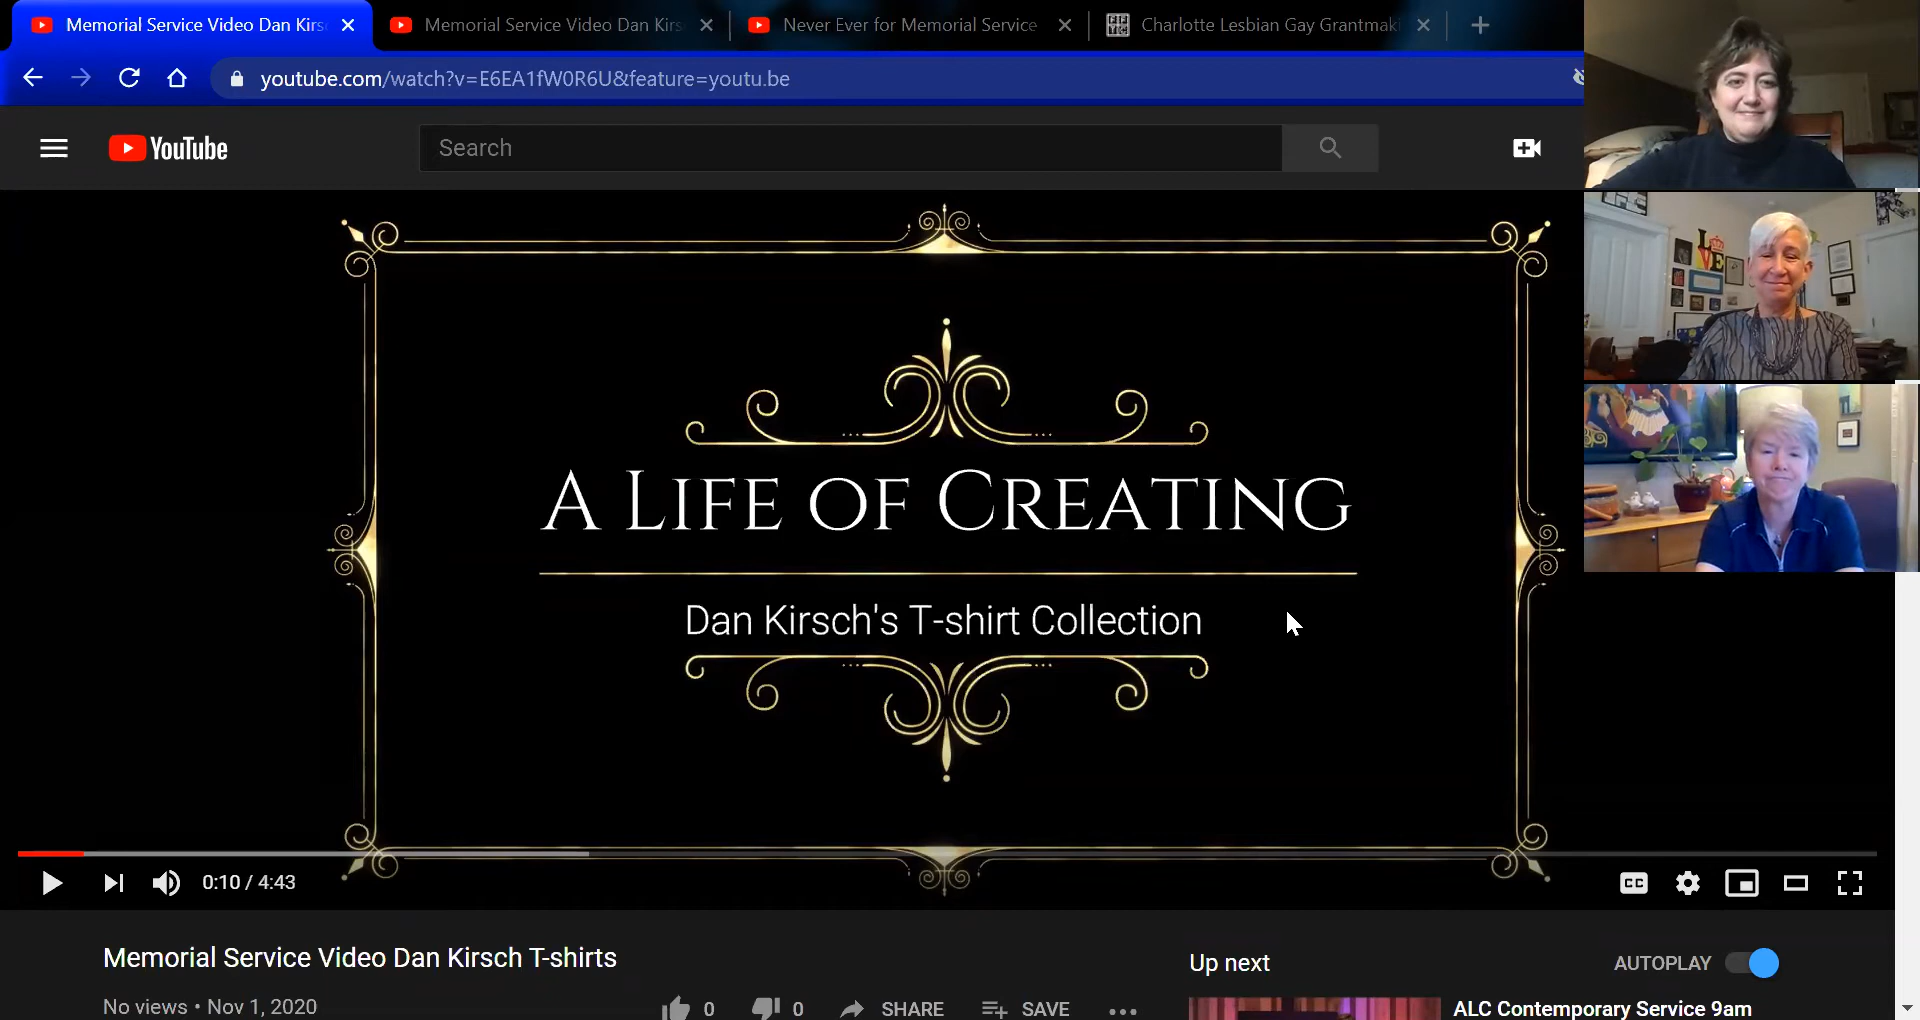 Memorial Service Video Dan Kirs
Memorial Service Video Dan Kirs
Never Ever for Memorial Service
Charlotte Lesbian Gay Grantmaki
youtube.com/watch?v=E6EA1fW0R6U&feature=youtu.be
YouTube
Search
LOVE
A LIFE OF CREATING
Dan Kirsch's T-shirt Collection
0:10 / 4:43
CC
Memorial Service Video Dan Kirsch T-shirts
Up next
AUTOPLAY
No views • Nov 1, 2020
0
0
SHARE
SAVE
ALC Contemporary Service 9am